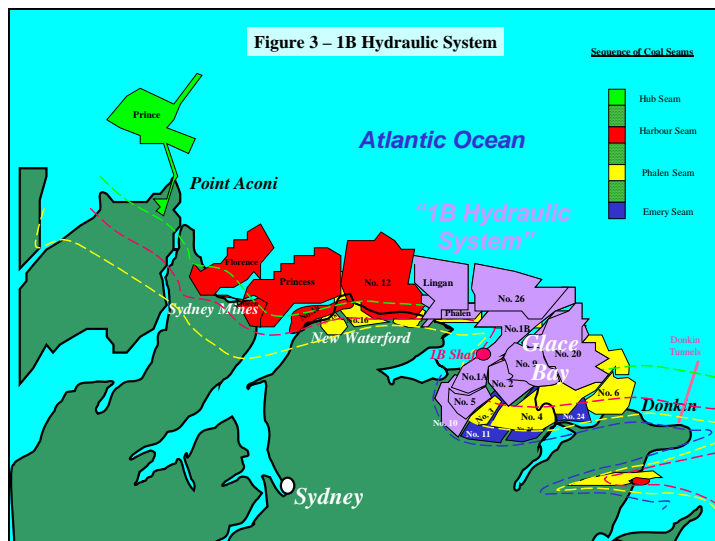 Figure 3 – 1B Hydraulic System
Sequence of Coal Seams
Hub Seam
Harbour Seam
Phalen Seam
Emery Seam
Prince
Atlantic Ocean
Point Aconi
“1B Hydraulic
System”
Florence
Princess
No. 12
Lingan
No. 26
Phalen
Sydney Mines
No. 16
New Waterford
No.1B
1B Shaft
Glace
Bay
No. 9
No. 20
Donkin
Tunnels
No.1A
No. 2
No. 5
No. 6
No. 4
No. 24
Donkin
No. 10
No. 11
Sydney